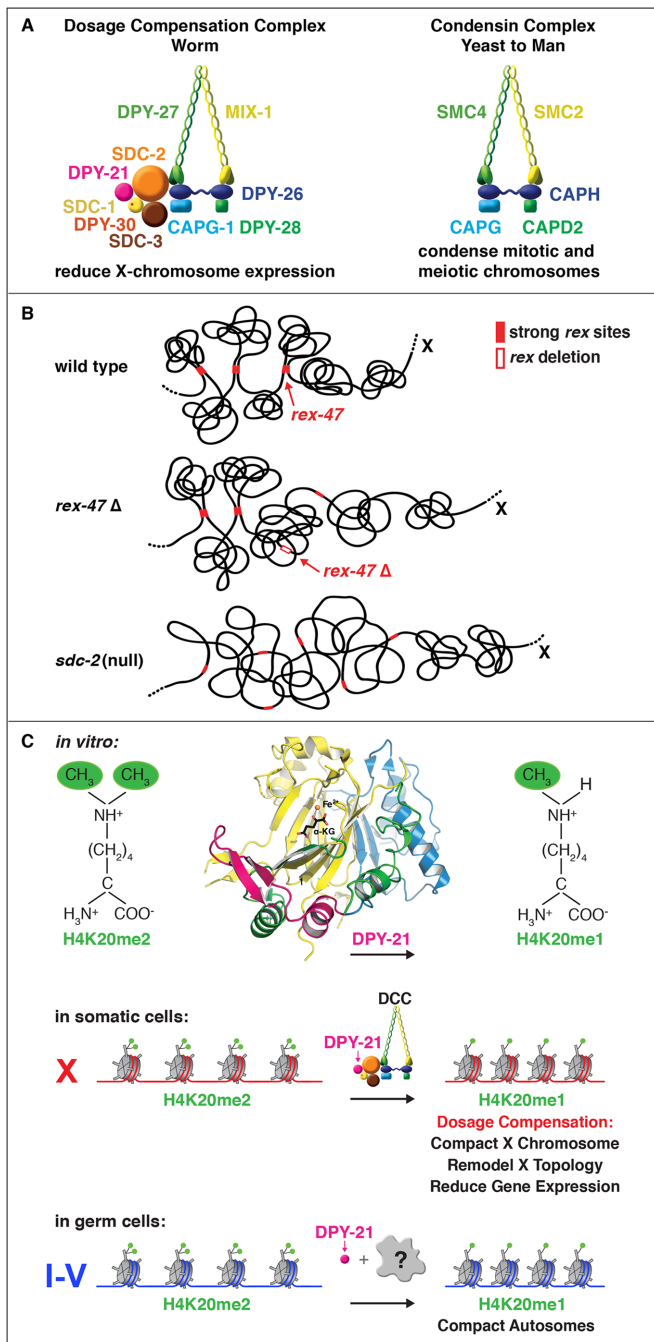 A
Dosage Compensation Complex
Worm
Condensin Complex
Yeast to Man
DPY-27
MIX-1
SMC4
SMC2
SDC-2
DPY-21
SDC-1
DPY-30
SDC-3
DPY-26
CAPG-1
DPY-28
CAPH
CAPG
CAPD2
reduce X-chromosome expression
condense mitotic and
meiotic chromosomes
B
wild type
X
strong rex sites
rex deletion
rex-47
rex-47 Δ
X
rex-47 Δ
sdc-2(null)
X
C
in vitro:
CH3
CH3
NH+
(CH2)4
C
H3N+
COO-
H4K20me2
Fe2+
α-KG
DPY-21
CH3
H
NH+
(CH2)4
C
H3N+
COO-
H4K20me1
in somatic cells:
DCC
DPY-21
X
H4K20me2
H4K20me1
Dosage Compensation:
Compact X Chromosome
Remodel X Topology
Reduce Gene Expression
in germ cells:
DPY-21
+
?
I-V
H4K20me2
H4K20me1
Compact Autosomes